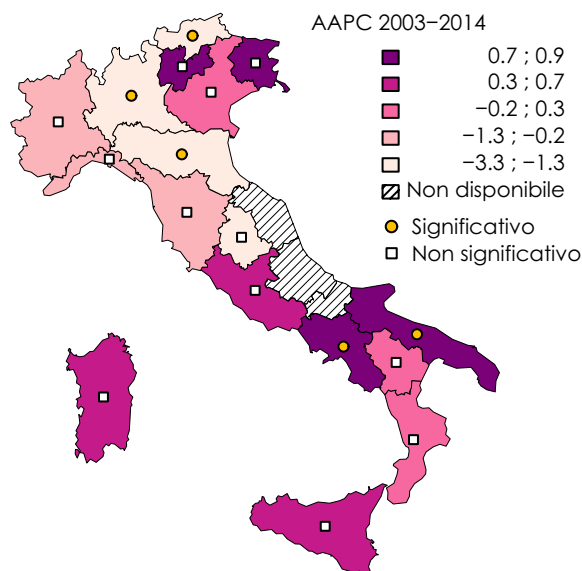 AAPC 2003−2014
0.7 ; 0.9
0.3 ; 0.7
−0.2 ; 0.3
−1.3 ; −0.2
−3.3 ; −1.3
Non disponibile
Significativo
Non significativo